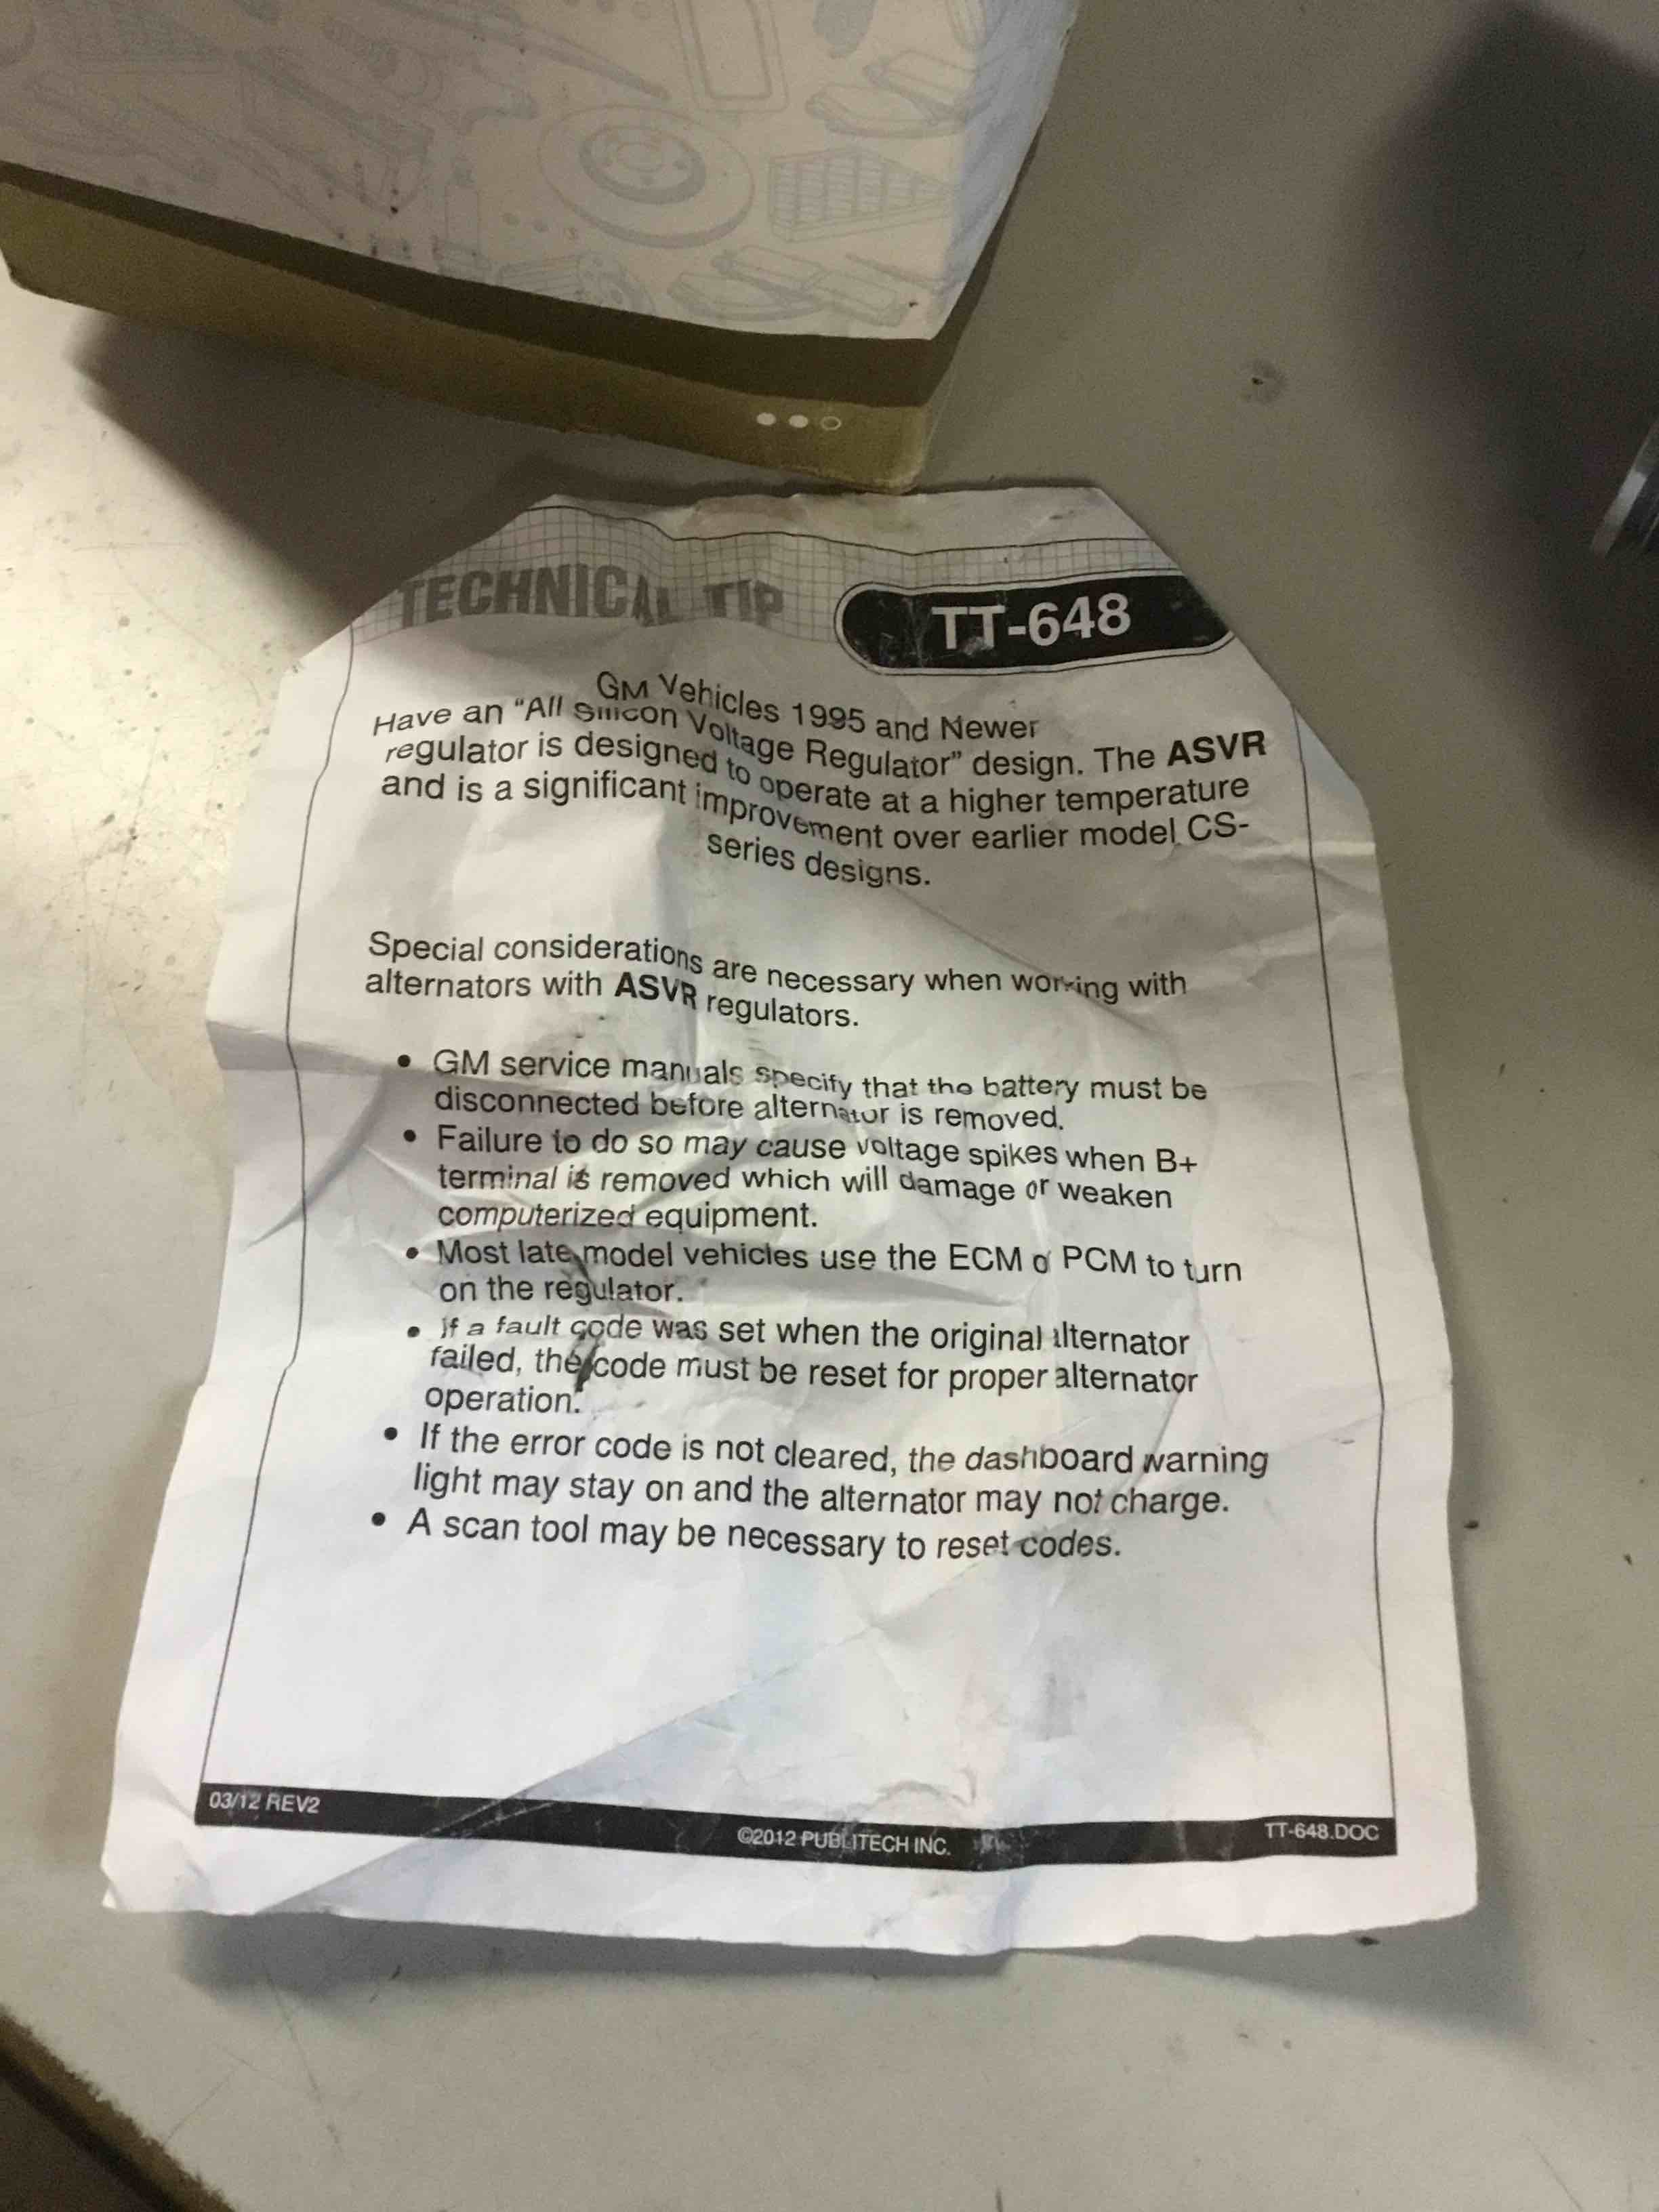 TECHNICAL TIP
TT-648
GM Vehicles 1995 and Newer
Have an “All Silicon Voltage Regulator” design. The ASVR
regulator is designed to operate at a higher temperature
and is a significant improvement over earlier model CS-
series designs.
Special considerations are necessary when working with
alternators with ASVR regulators.
• GM service manuals specify that the battery must be
disconnected before alternator is removed.
• Failure to do so may cause voltage spikes when B+
terminal is removed which will damage or weaken
computerized equipment.
• Most late model vehicles use the ECM or PCM to turn
on the regulator.
• If a fault code was set when the original alternator
failed, the code must be reset for proper alternator
operation.
• If the error code is not cleared, the dashboard warning
light may stay on and the alternator may not charge.
• A scan tool may be necessary to reset codes.
03/12 REV2
©2012 PUBLITECH INC.
TT-648.DOC